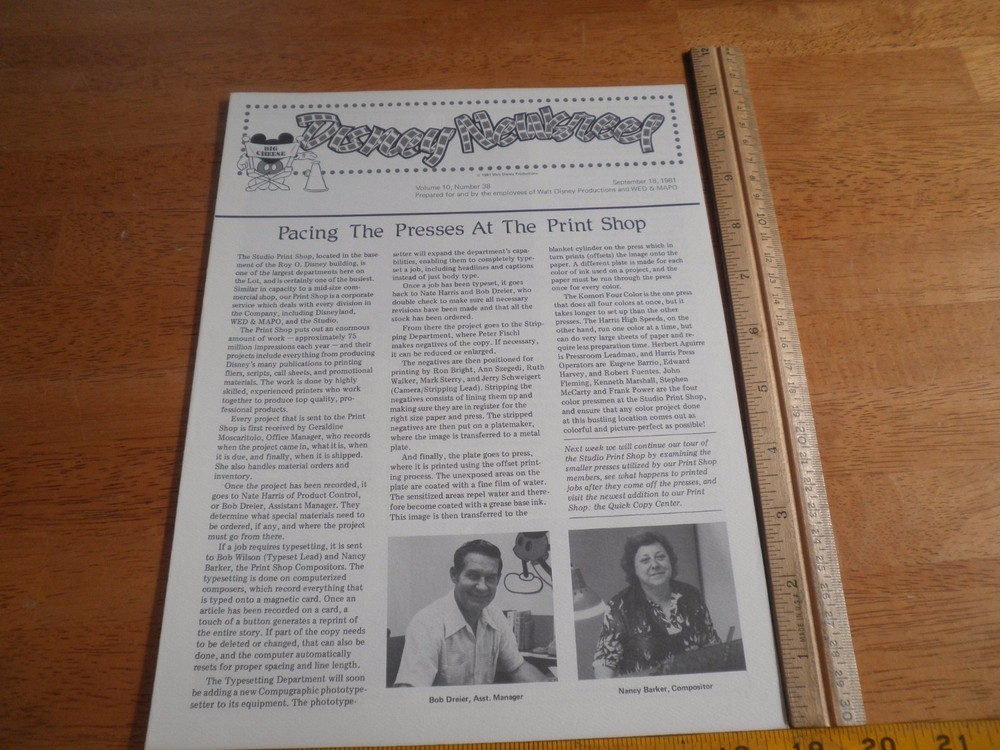 BIG
CHEESE
Disney Newsreel
© 1981 Walt Disney Productions
Volume 10, Number 38
September 18, 1981
Prepared for and by the employees of Walt Disney Productions and WED & MAPO
Pacing The Presses At The Print Shop
The Studio Print Shop, located in the base
ment of the Roy O. Disney building, is
one of the largest departments here on
the Lot, and is certainly one of the busiest.
Similar in capacity to a mid-size com-
mercial shop, our Print Shop is a corporate
service which deals with every division in
the Company, including Disneyland,
WED & MAPO, and the Studio.
The Print Shop puts out an enormous
amount of work — approximately 75
million impressions each year — and their
projects include everything from producing
Disney's many publications to printing
fliers, scripts, call sheets, and promotional
materials. The work is done by highly
skilled, experienced printers who work
together to produce top quality, pro-
fessional products.
Every project that is sent to the Print
Shop is first received by Geraldine
Moscaritolo, Office Manager, who records
when the project came in, what it is, when
it is due, and finally, when it is shipped.
She also handles material orders and
inventory.
Once the project has been recorded, it
goes to Nate Harris of Product Control,
or Bob Dreier, Assistant Manager. They
determine what special materials need to
be ordered, if any, and where the project
must go from there.
If a job requires typesetting, it is sent
to Bob Wilson (Typeset Lead) and Nancy
Barker, the Print Shop Compositors. The
typesetting is done on computerized
composers, which record everything that
is typed onto a magnetic card. Once an
article has been recorded on a card, a
touch of a button generates a reprint of
the entire story. If part of the copy needs
to be deleted or changed, that can also be
done, and the computer automatically
resets for proper spacing and line length.
The Typesetting Department will soon
be adding a new Compugraphic phototype-
setter to its equipment. The phototype-
setter will expand the department's capa-
bilities, enabling them to completely type-
set a job, including headlines and captions
instead of just body type.
Once a job has been typeset, it goes
back to Nate Harris and Bob Dreier, who
double check to make sure all necessary
revisions have been made and that all the
stock has been ordered.
From there the project goes to the Strip-
ping Department, where Peter Fischl
makes negatives of the copy. If necessary,
it can be reduced or enlarged.
The negatives are then positioned for
printing by Ron Bright, Ann Szegedi, Ruth
Walker, Mark Sterry, and Jerry Schweigert
(Camera/Stripping Lead). Stripping the
negatives consists of lining them up and
making sure they are in register for the
right size paper and press. The stripped
negatives are then put on a platemaker,
where the image is transferred to a metal
plate.
And finally, the plate goes to press,
where it is printed using the offset print-
ing process. The unexposed areas on the
plate are coated with a fine film of water.
The sensitized areas repel water and there-
fore become coated with a grease base ink.
This image is then transferred to the
blanket cylinder on the press which in
turn prints (offsets) the image onto the
paper. A different plate is made for each
color of ink used on a project, and the
paper must be run through the press
once for every color.
The Komori Four Color is the one press
that does all four colors at once, but it
takes longer to set up than the other
presses. The Harris High Speeds, on the
other hand, run one color at a time, but
can do very large sheets of paper and re-
quire less preparation time. Herbert Aguirre
is Pressroom Leadman, and Harris Press
Operators are Eugene Barrio, Edward
Harvey, and Robert Fuentes. John
Fleming, Kenneth Marshall, Stephen
McCarty and Frank Power are the four
color pressmen at the Studio Print Shop,
and ensure that any color project done
at this bustling location comes out as
colorful and picture-perfect as possible!
Next week we will continue our tour of
the Studio Print Shop by examining the
smaller presses utilized by our Print Shop
members, see what happens to printed
jobs after they come off the presses, and
visit the newest addition to our Print
Shop: the Quick Copy Center.
Bob Dreier, Asst. Manager
Nancy Barker, Compositor
12
11
10
9
8
7
6
5
4
3
2
1
30
19
20
21